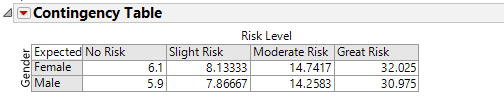 Contingency Table
Risk Level
Gender
Expected No Risk Slight Risk Moderate Risk Great Risk
Female 6.1 8.13333 14.7417 32.025
Male 5.9 7.86667 14.2583 30.975